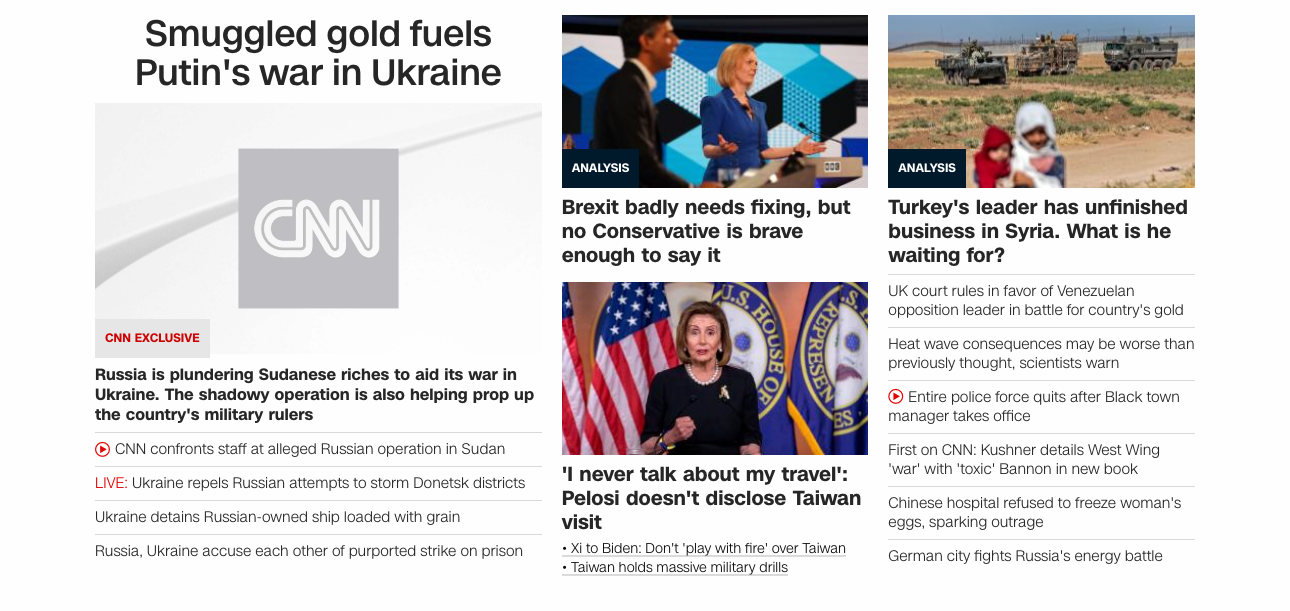 Smuggled gold fuels
Putin's war in Ukraine
CNN
CNN EXCLUSIVE
Russia is plundering Sudanese riches to aid its war in
Ukraine. The shadowy operation is also helping prop up
the country's military rulers
CNN confronts staff at alleged Russian operation in Sudan
LIVE: Ukraine repels Russian attempts to storm Donetsk districts
Ukraine detains Russian-owned ship loaded with grain
Russia, Ukraine accuse each other of purported strike on prison
BBC
ANALYSIS
Brexit badly needs fixing, but
no Conservative is brave
enough to say it
U.S. HOUSE OF
REPRESEN
ES
'I never talk about my travel':
Pelosi doesn't disclose Taiwan
visit
• Xi to Biden: Don't 'play with fire' over Taiwan
• Taiwan holds massive military drills
ANALYSIS
Turkey's leader has unfinished
business in Syria. What is he
waiting for?
UK court rules in favor of Venezuelan
opposition leader in battle for country's gold
Heat wave consequences may be worse than
previously thought, scientists warn
Entire police force quits after Black town
manager takes office
First on CNN: Kushner details West Wing
'war' with 'toxic' Bannon in new book
Chinese hospital refused to freeze woman's
eggs, sparking outrage
German city fights Russia's energy battle